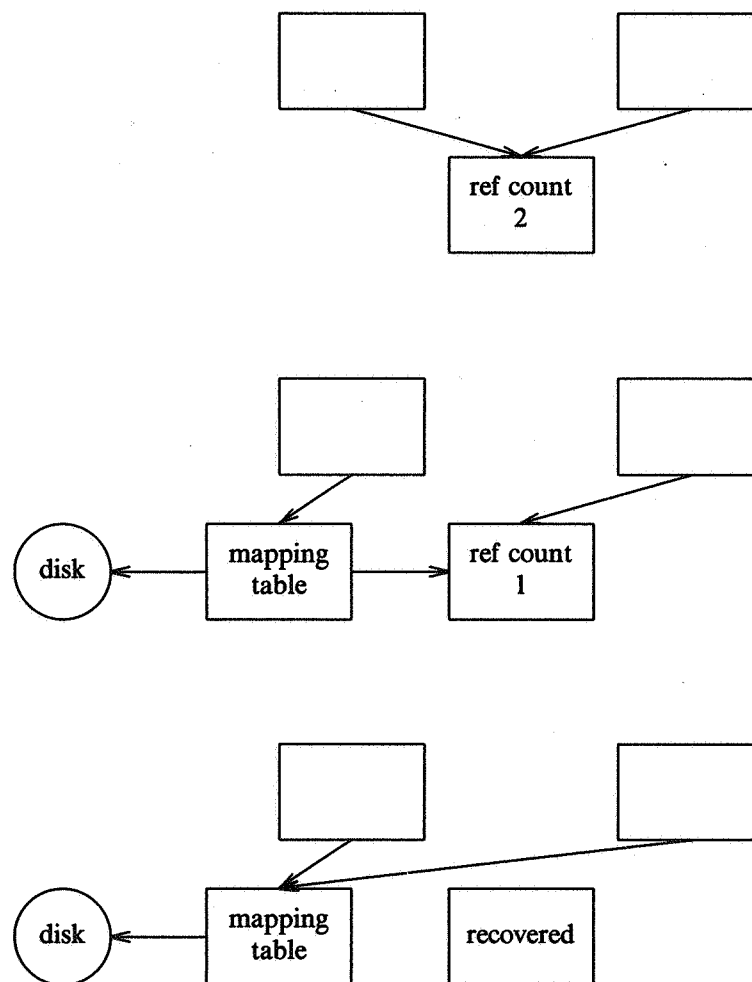 ref count
2
disk
mapping
table
ref count
1
disk
mapping
table
recovered